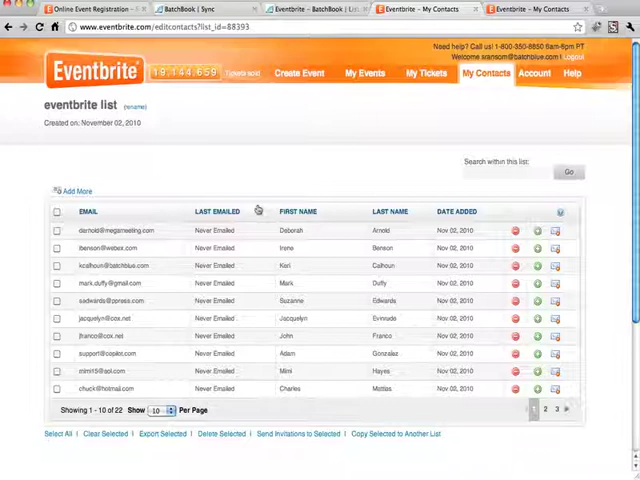 Online Event Registration –
BatchBook | Sync
Eventbrite – BatchBook | Lis
Eventbrite - My Contacts
Eventbrite - My Contacts
www.eventbrite.com/editcontacts?list_id=88393
Need help? Call us! 1-800-350-8850 6am-6pm PT
Welcome sransom@batchblue.com! Logout
Eventbrite
19,144,659 Tickets sold
Create Event My Events My Tickets My Contacts Account Help
eventbrite list (rename)
Created on: November 02, 2010
Search within this list:
Go
Add More
EMAIL LAST EMAILED FIRST NAME LAST NAME DATE ADDED
darnold@megameeting.com Never Emailed Deborah Arnold Nov 02, 2010
ibenson@webex.com Never Emailed Irene Benson Nov 02, 2010
kcalhoun@batchblue.com Never Emailed Keri Calhoun Nov 02, 2010
mark.duffy@gmail.com Never Emailed Mark Duffy Nov 02, 2010
sedwards@ppress.com Never Emailed Suzanne Edwards Nov 02, 2010
jacquelyn@cox.net Never Emailed Jacquelyn Nov 02, 2010
jfranco@cox.net Never Emailed John Franco Nov 02, 2010
support@copilot.com Never Emailed Adam Gonzalez Nov 02, 2010
mimi15@aol.com Never Emailed Mimi Hayes Nov 02, 2010
chuck@hotmail.com Never Emailed Charles Mattias Nov 02, 2010
Showing 1 - 10 of 22 Show 10 Per Page 1 2 3
Select All | Clear Selected | Export Selected | Delete Selected | Send Invitations to Selected | Copy Selected to Another List